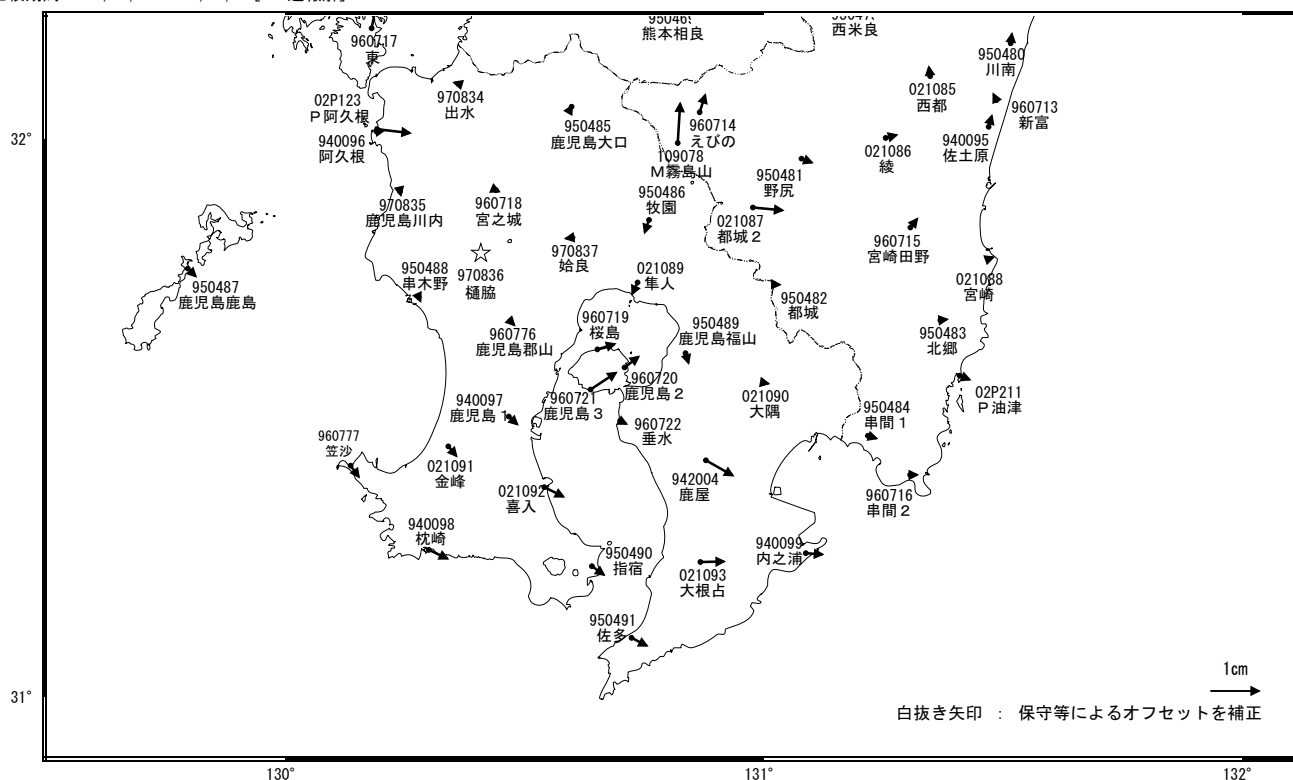 熊本相良
西米良
960717
東
950480
川南
970834
出水
021085
西都
02P123
P阿久根
960713
新富
950485
鹿児島大口
960714
えびの
940096
阿久根
940095
佐土原
32°
021086
綾
109078
M霧島山
950481
野尻
950486
牧園
970835
鹿児島川内
960718
宮之城
021087
都城2
960715
宮崎田野
970837
姶良
950488
串木野
970836
樋脇
021089
隼人
021088
宮崎
950487
鹿児島鹿島
950482
都城
960719
桜島
950489
鹿児島福山
960776
鹿児島郡山
950483
北郷
960720
鹿児島2
021090
大隅
02P211
P油津
960721
鹿児島3
940097
鹿児島1
950484
串間1
960722
垂水
960777
笠沙
021091
金峰
942004
鹿屋
021092
喜入
960716
串間2
940098
枕崎
940099
内之浦
950490
指宿
021093
大根占
950491
佐多
1cm
31°
白抜き矢印 : 保守等によるオフセットを補正
130°
131°
132°